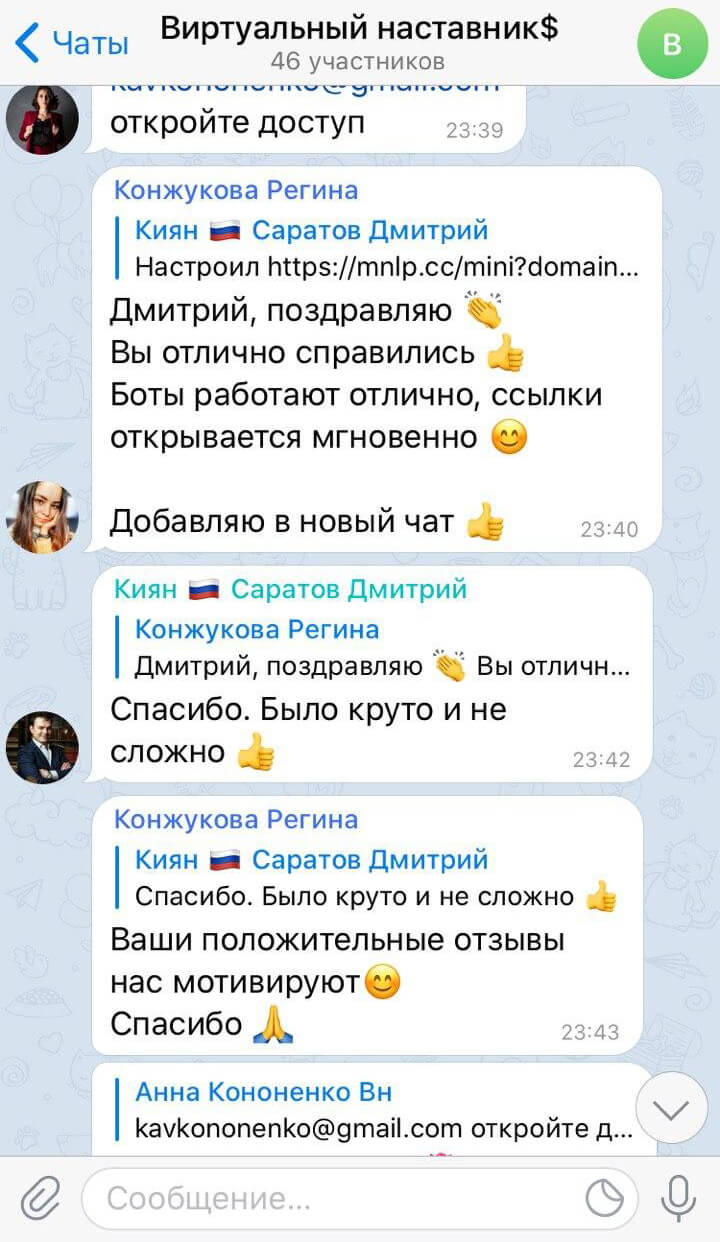 Чаты
Виртуальный наставник$
46 участников
В
откройте доступ
23:39
Конжукова Регина
Киян 🇷🇺 Саратов Дмитрий
Настроил https://mnlp.cc/mini?domain...
Дмитрий, поздравляю 👏
Вы отлично справились 👍
Боты работают отлично, ссылки
открывается мгновенно 😊
Добавляю в новый чат 👍
23:40
Киян 🇷🇺 Саратов Дмитрий
Конжукова Регина
Дмитрий, поздравляю 👏 Вы отличн...
Спасибо. Было круто и не
сложно 👍
23:42
Конжукова Регина
Киян 🇷🇺 Саратов Дмитрий
Спасибо. Было круто и не сложно 👍
Ваши положительные отзывы
нас мотивируют😊
Спасибо 🙏
23:43
Анна Кононенко Вн
kavkononenko@gmail.com откройте д...
Сообщение...